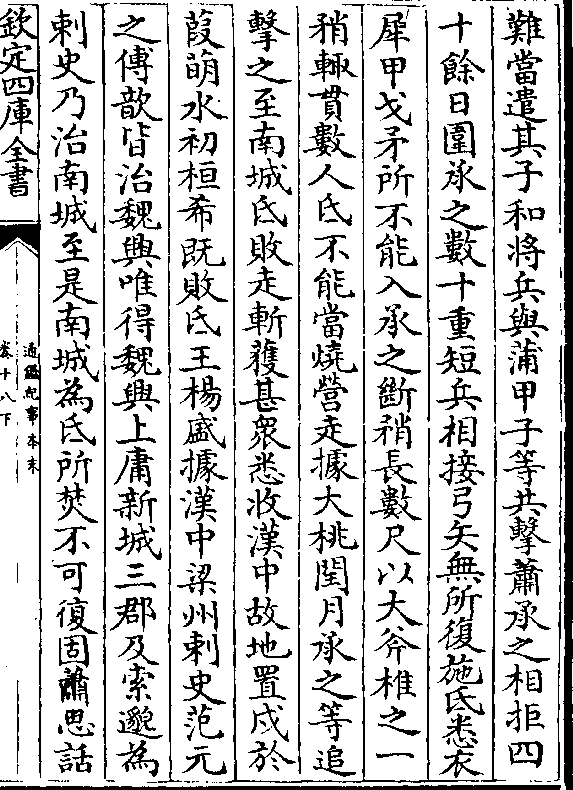 難當遣其子和將兵與蒲甲子等共擊蕭承之相拒四
十餘日圍承之數十重短兵相接弓矢無所復施氐悉衣
犀甲戈矛所不能入承之斷矟長數尺以大斧椎之一
矟輒貫數人氐不能當燒營走據大桃閏月承之等追
擊之至南城氐敗走斬獲甚衆悉收漢中故地置戍於
葭萌水初桓希既敗氐王楊盛據漢中梁州刺史范元
之傅歆皆治魏興唯得魏興上庸新城三郡及索邈為
刺史乃治南城至是南城為氐所焚不可復固蕭思話
欽定四庫全書
通鑑紀事本末
卷十八下